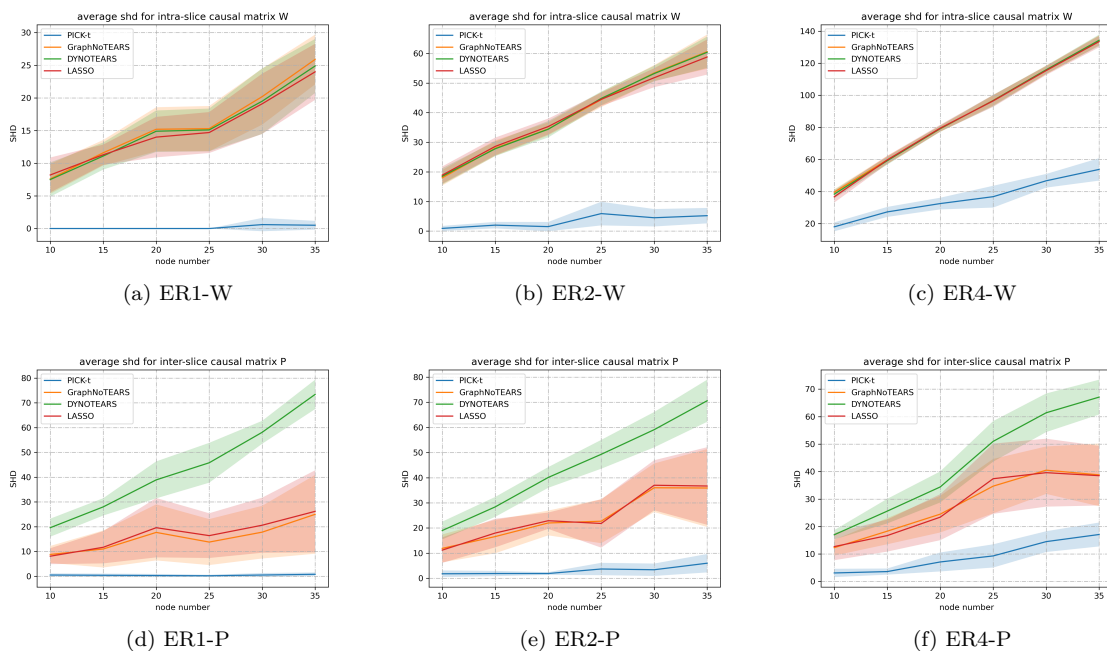 average shd for intra-slice causal matrix W
PICK-t
GraphNoTEARS
DYNOTEARS
LASSO
SHD
30
25
20
15
10
5
0
10 15 20 25 30 35
node number
(a) ER1-W
average shd for intra-slice causal matrix W
PICK-t
GraphNoTEARS
DYNOTEARS
LASSO
SHD
60
50
40
30
20
10
0
10 15 20 25 30 35
node number
(b) ER2-W
average shd for intra-slice causal matrix W
PICK-t
GraphNoTEARS
DYNOTEARS
LASSO
SHD
140
120
100
80
60
40
20
10 15 20 25 30 35
node number
(c) ER4-W
average shd for inter-slice causal matrix P
PICK-t
GraphNoTEARS
DYNOTEARS
LASSO
SHD
80
70
60
50
40
30
20
10
0
10 15 20 25 30 35
node number
(d) ER1-P
average shd for inter-slice causal matrix P
PICK-t
GraphNoTEARS
DYNOTEARS
LASSO
SHD
80
70
60
50
40
30
20
10
0
10 15 20 25 30 35
node number
(e) ER2-P
average shd for inter-slice causal matrix P
PICK-t
GraphNoTEARS
DYNOTEARS
LASSO
SHD
70
60
50
40
30
20
10
0
10 15 20 25 30 35
node number
(f) ER4-P